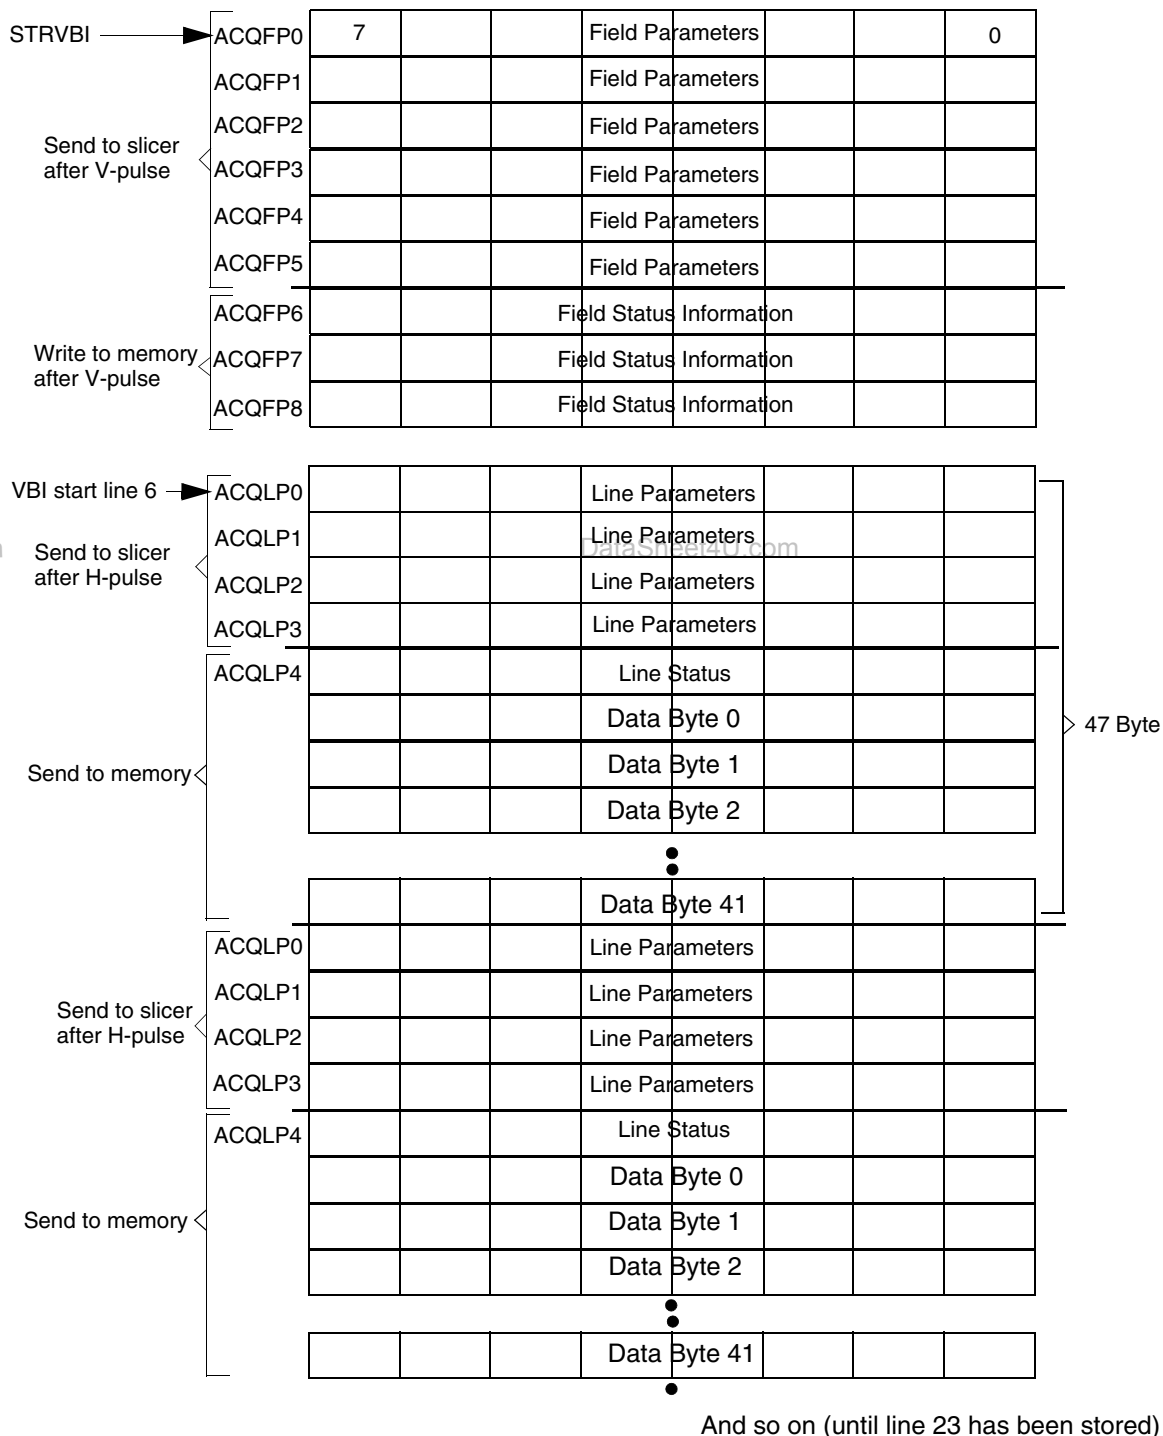 STRVBI ACQFP0 7 Field Parameters 0
ACQFP1 Field Parameters
ACQFP2 Field Parameters
Send to slicer
after V-pulse
ACQFP3 Field Parameters
ACQFP4 Field Parameters
ACQFP5 Field Parameters
ACQFP6 Field Status Information
Write to memory
after V-pulse
ACQFP7 Field Status Information
ACQFP8 Field Status Information
VBI start line 6 ACQLP0 Line Parameters
ACQLP1 Line Parameters
DataSheet4U.com
Send to slicer
after H-pulse
ACQLP2 Line Parameters
ACQLP3 Line Parameters
ACQLP4 Line Status
Data Byte 0
47 Byte
Data Byte 1
Send to memory
Data Byte 2
Data Byte 41
ACQLP0 Line Parameters
ACQLP1 Line Parameters
Send to slicer
after H-pulse
ACQLP2 Line Parameters
ACQLP3 Line Parameters
ACQLP4 Line Status
Data Byte 0
Send to memory
Data Byte 1
Data Byte 2
Data Byte 41
And so on (until line 23 has been stored)